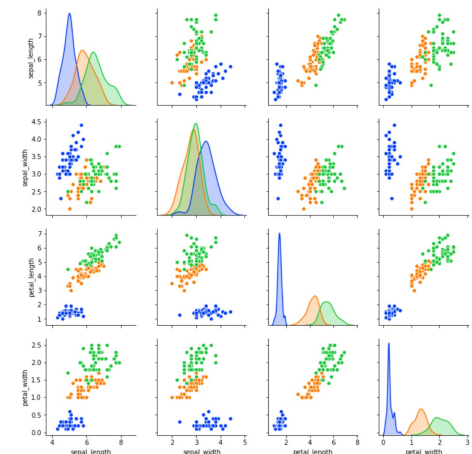 8
7
6
5
sepal_length
4.5
4.0
3.5
3.0
2.5
2.0
sepal_width
7
6
5
4
3
2
1
petal_length
2.5
2.0
1.5
1.0
0.5
0.0
petal_width
4 6 8
2 3 4 5
2 4 6 8
0 1 2 3
sepal_length sepal_width petal_length petal_width